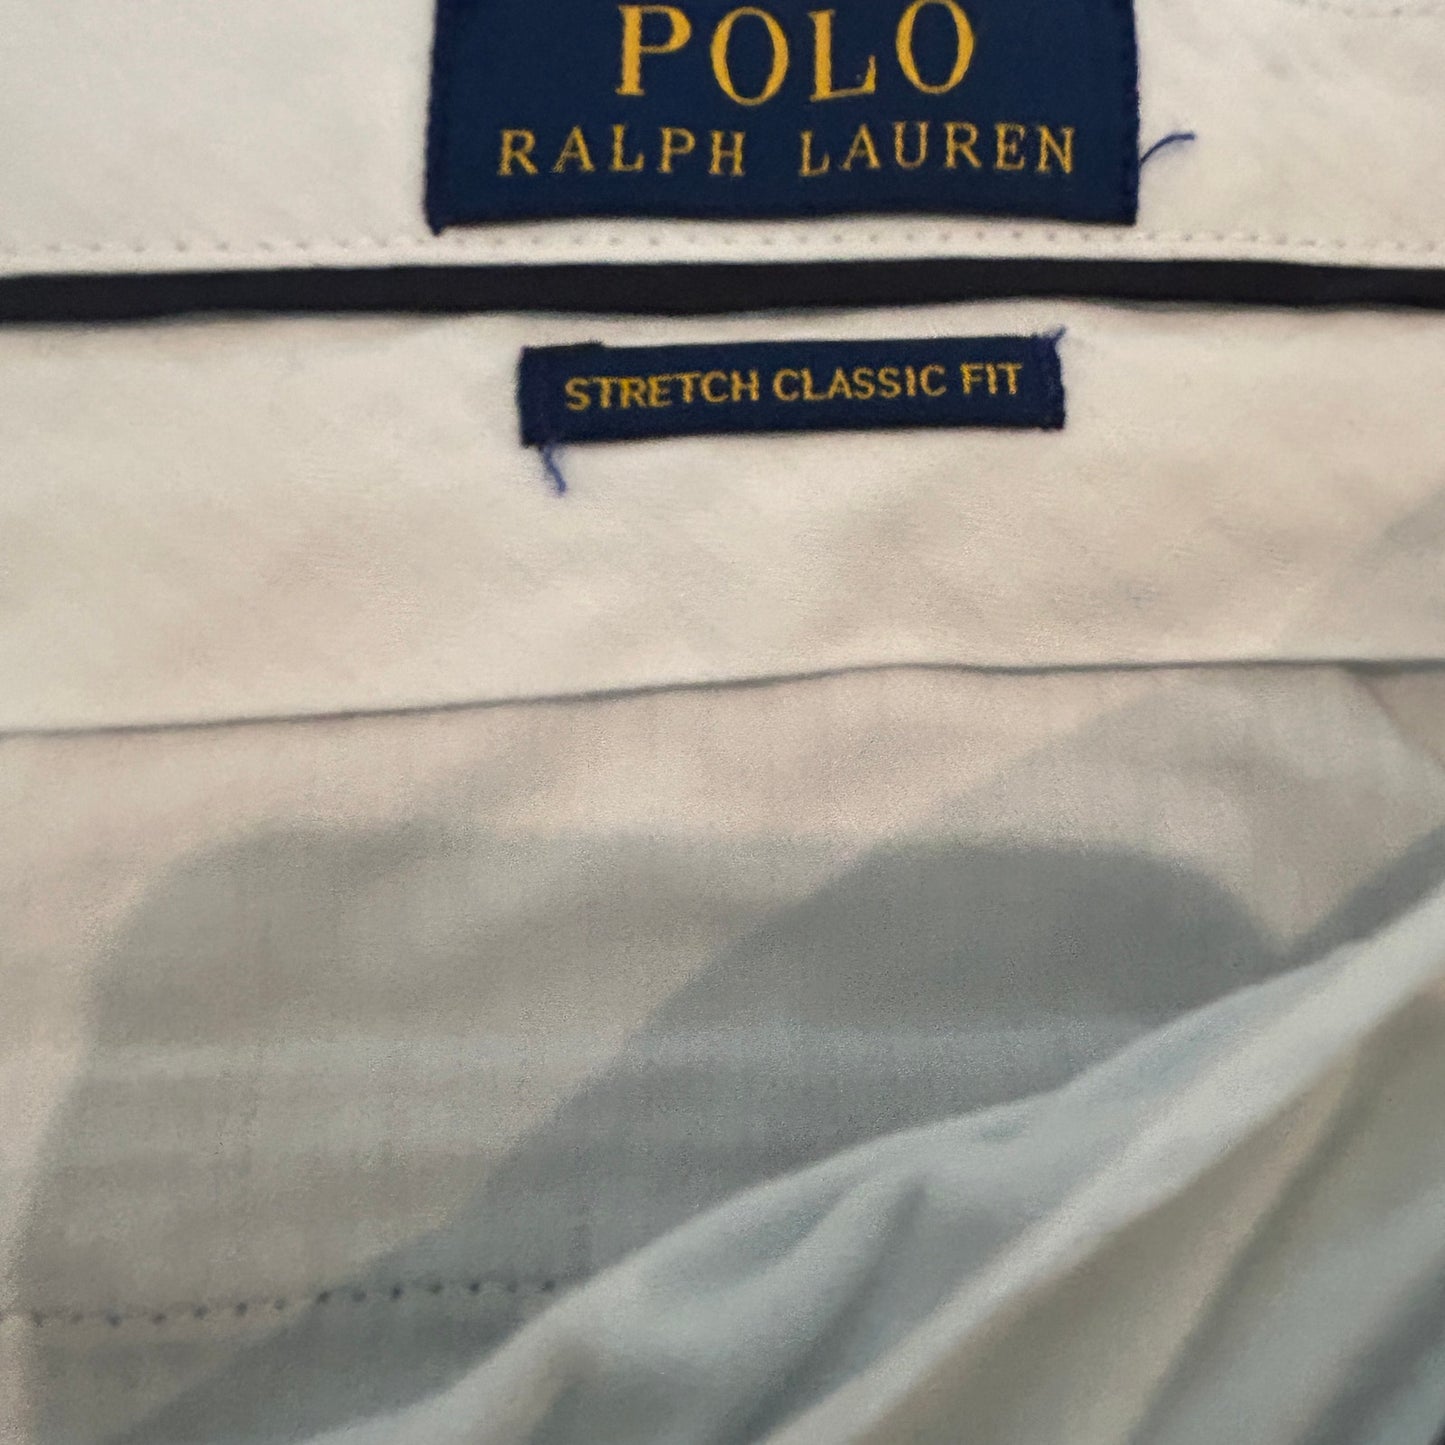 POLO
RALPH LAUREN
STRETCH CLASSIC FIT